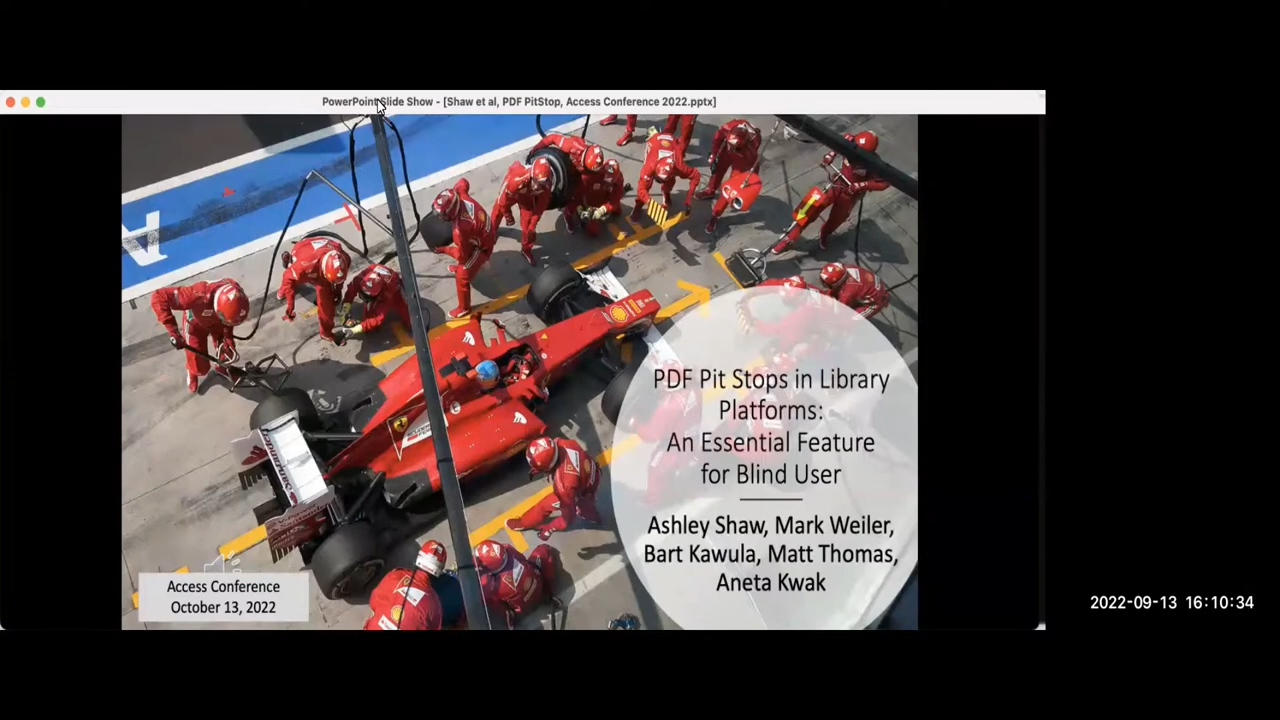 PowerPoint Slide Show - [Shaw et al, PDF PitStop, Access Conference 2022.pptx]
PDF Pit Stops in Library
Platforms:
An Essential Feature
for Blind User
Ashley Shaw, Mark Weiler,
Bart Kawula, Matt Thomas,
Aneta Kwak
Access Conference
October 13, 2022
2022-09-13 16:10:34